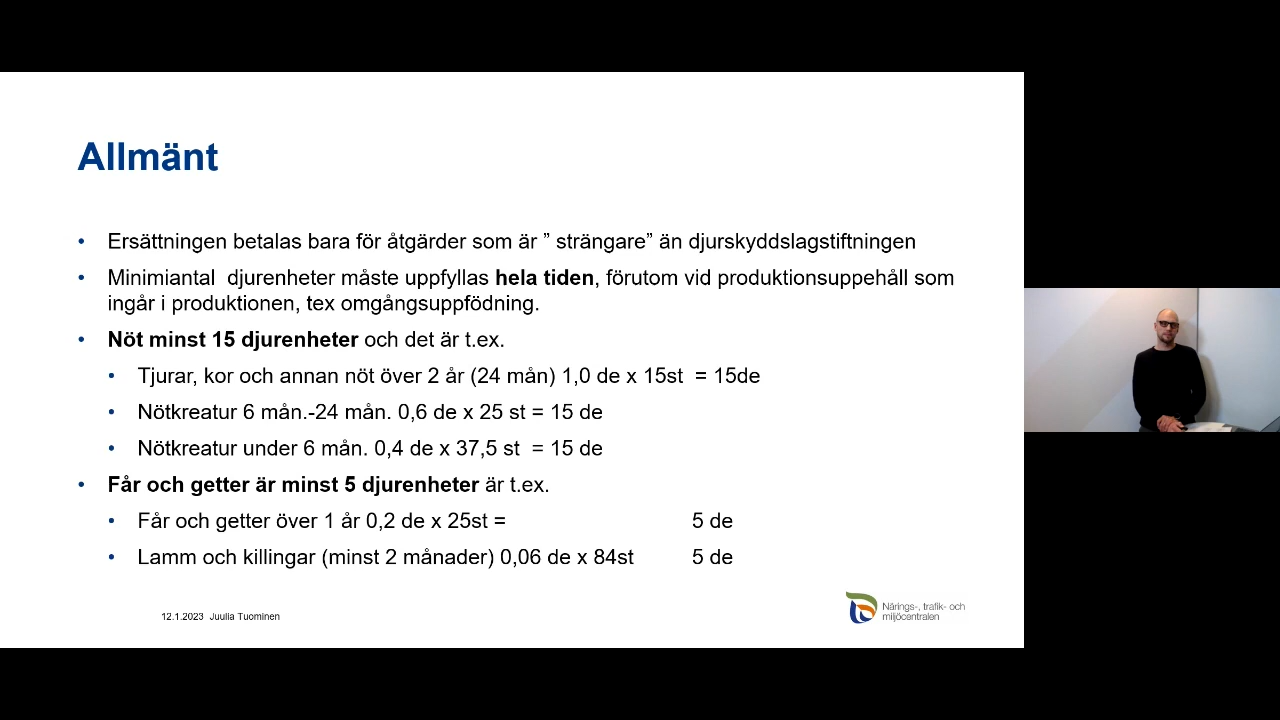 Allmänt
Ersättningen betalas bara för åtgärder som är ” strängare” än djurskyddslagstiftningen
Minimiantal  djurenheter måste uppfyllas hela tiden, förutom vid produktionsuppehåll som
ingår i produktionen, tex omgångsuppfödning.
Nöt minst 15 djurenheter och det är t.ex.
Tjurar, kor och annan nöt över 2 år (24 mån) 1,0 de x 15st  = 15de
Nötkreatur 6 mån.-24 mån. 0,6 de x 25 st = 15 de
Nötkreatur under 6 mån. 0,4 de x 37,5 st  = 15 de
Får och getter är minst 5 djurenheter är t.ex.
Får och getter över 1 år 0,2 de x 25st = 5 de
Lamm och killingar (minst 2 månader) 0,06 de x 84st 5 de
12.1.2023  Juulia Tuominen
Närings-, trafik- och
miljöcentralen